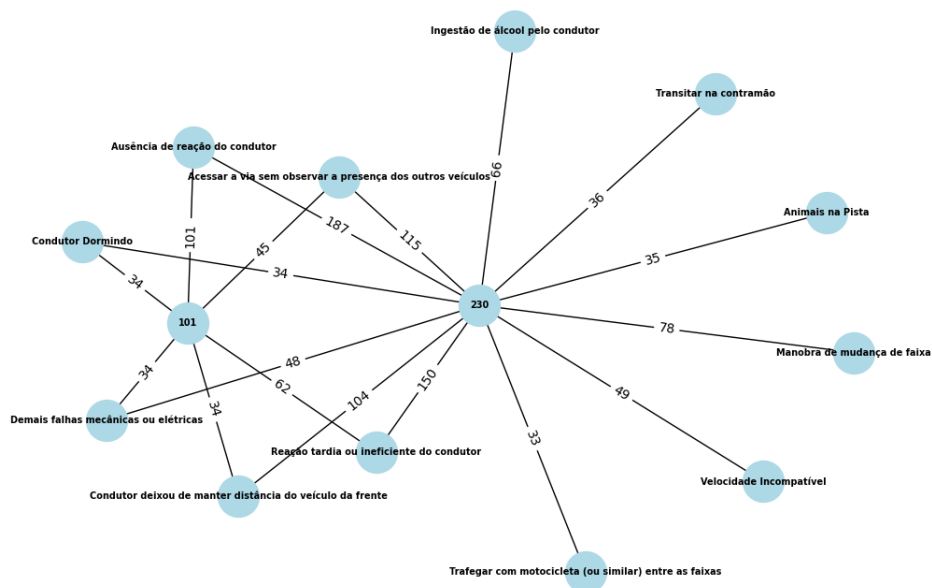 Ingestão de álcool pelo condutor
Transitar na contramão
Ausência de reação do condutor
66
Acessar a via sem observar a presença dos outros veículos
36
Animais na Pista
187
101
115
Condutor Dormindo
45
35
34
34
230
101
78
Manobra de mudança de faixa
48
34
150
62
49
104
34
Demais falhas mecânicas ou elétricas
33
Reação tardia ou ineficiente do condutor
Velocidade Incompatível
Condutor deixou de manter distância do veículo da frente
Trafegar com motocicleta (ou similar) entre as faixas